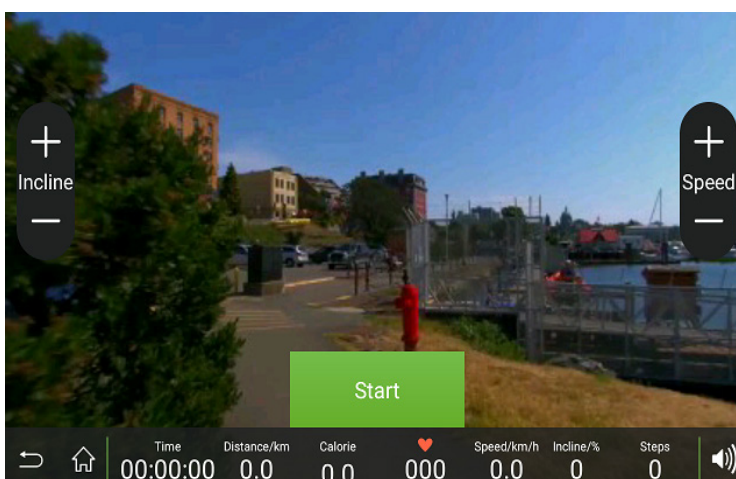 +
Incline
−
+
Speed
−
Start
Time
00:00:00
Distance/km
0.0
Calorie
0.0
000
Speed/km/h
0.0
Incline/%
0
Steps
0